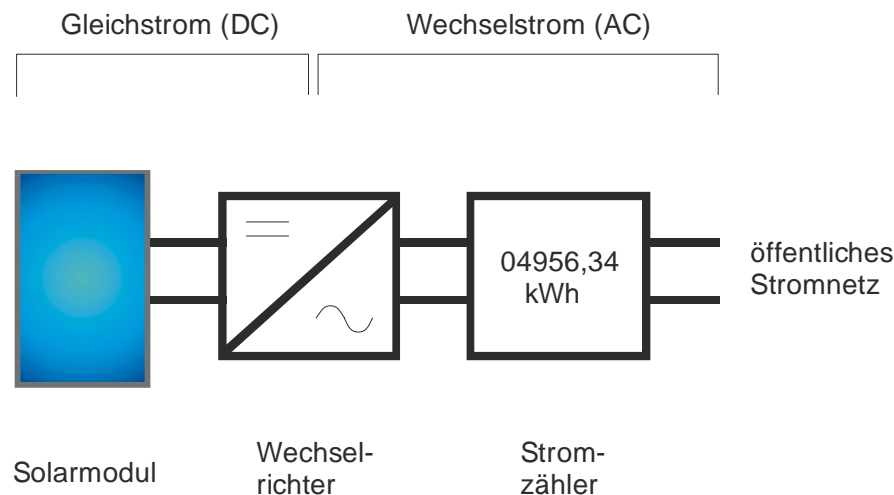 Gleichstrom (DC)
Wechselstrom (AC)
04956,34
kWh
öffentliches
Stromnetz
Solarmodul
Wechsel-
richter
Strom-
zähler